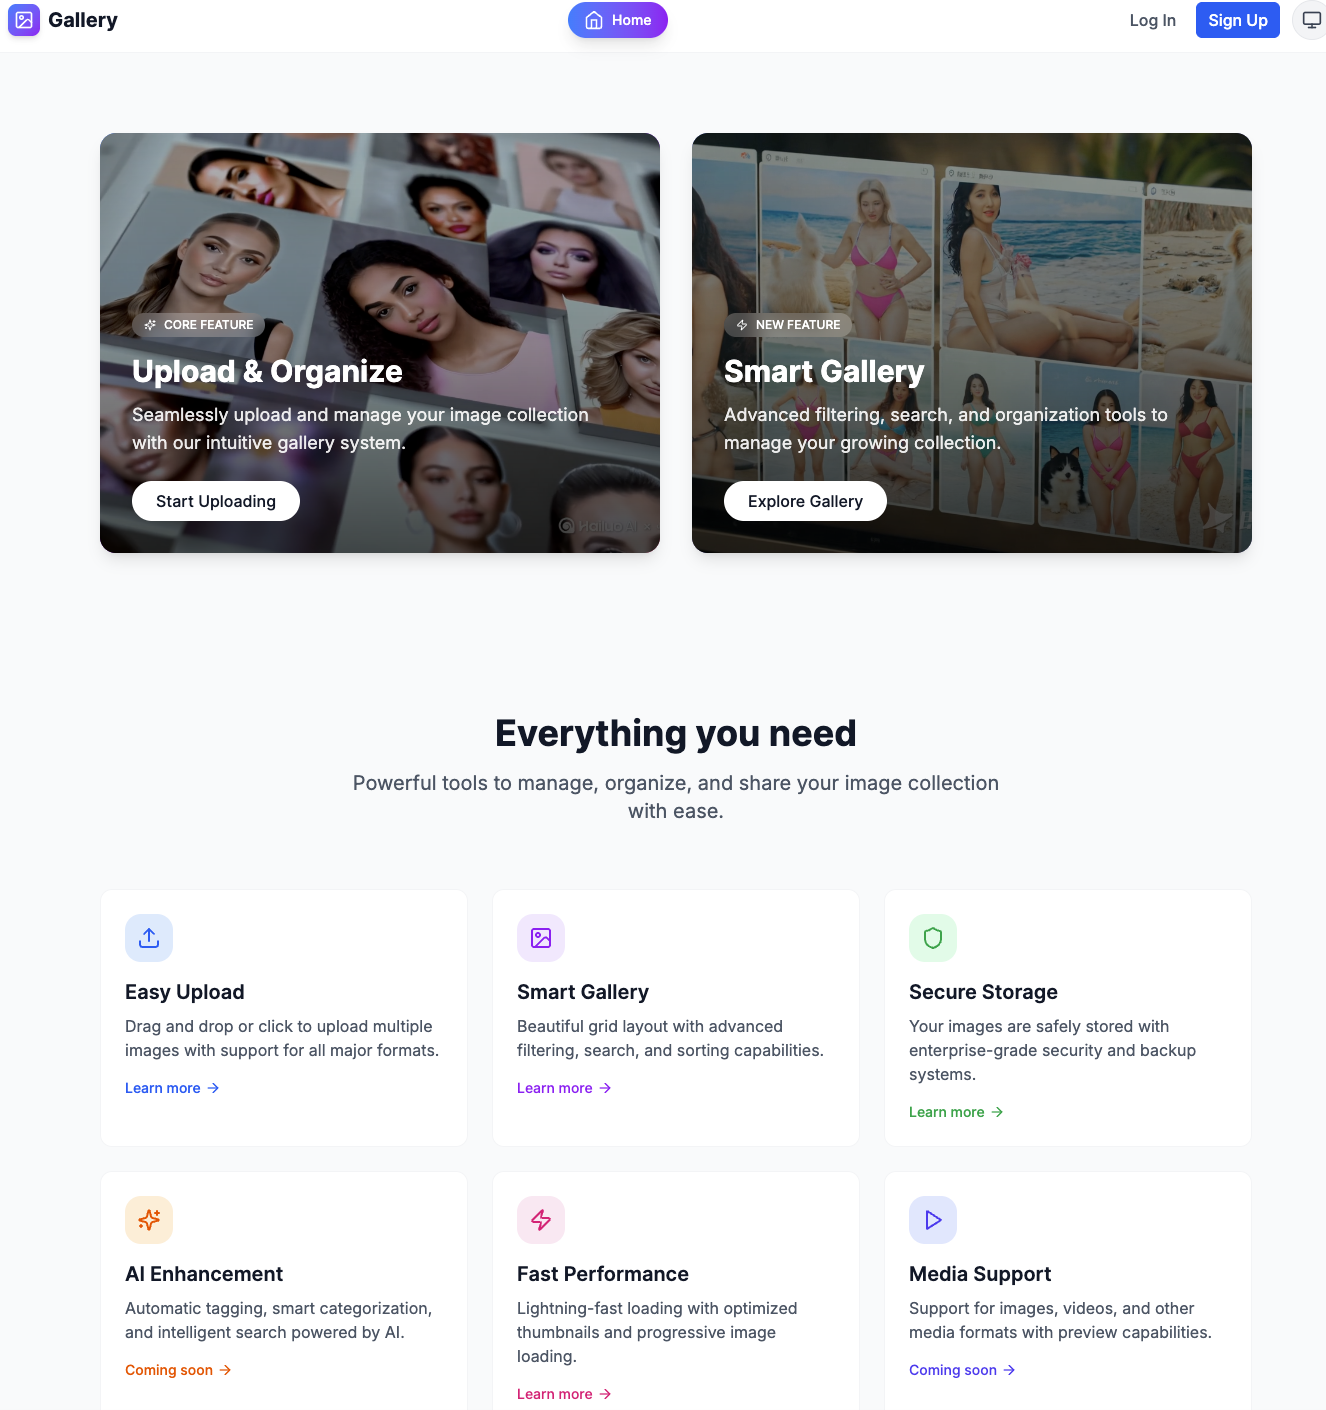 Gallery
Home
Log In
Sign Up
CORE FEATURE
Upload & Organize
Seamlessly upload and manage your image collection
with our intuitive gallery system.
Start Uploading
NEW FEATURE
Smart Gallery
Advanced filtering, search, and organization tools to
manage your growing collection.
Explore Gallery
Everything you need
Powerful tools to manage, organize, and share your image collection
with ease.
Easy Upload
Drag and drop or click to upload multiple
images with support for all major formats.
Learn more
Smart Gallery
Beautiful grid layout with advanced
filtering, search, and sorting capabilities.
Learn more
Secure Storage
Your images are safely stored with
enterprise-grade security and backup
systems.
Learn more
AI Enhancement
Automatic tagging, smart categorization,
and intelligent search powered by AI.
Coming soon
Fast Performance
Lightning-fast loading with optimized
thumbnails and progressive image
loading.
Learn more
Media Support
Support for images, videos, and other
media formats with preview capabilities.
Coming soon